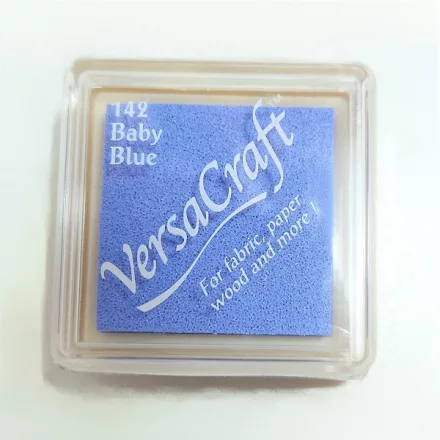 142
Baby
Blue
VersaCraft™
For fabric, paper
wood and more !